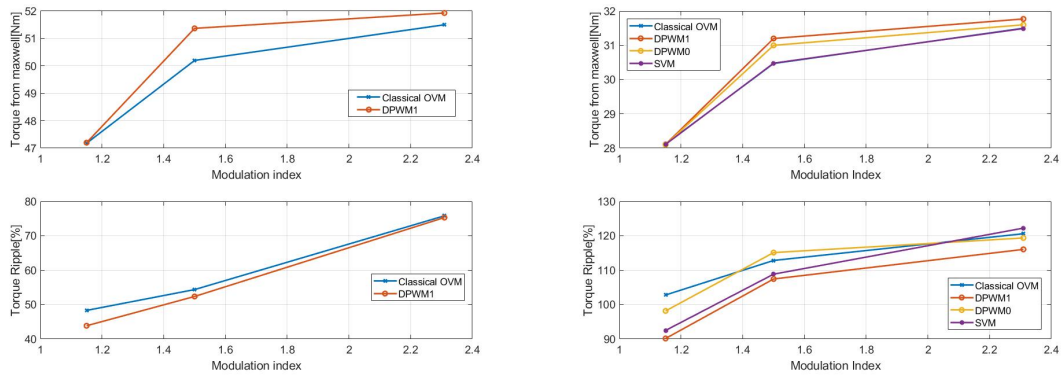 Torque from maxwell[Nm]
52
51
50
49
48
47
1 1.2 1.4 1.6 1.8 2 2.2 2.4
Modulation index
Classical OVM
DPWM1
Torque from maxwell[Nm]
32
31
30
29
28
1 1.2 1.4 1.6 1.8 2 2.2 2.4
Modulation Index
Classical OVM
DPWM1
DPWM0
SVM
Torque Ripple[%]
80
70
60
50
40
1 1.2 1.4 1.6 1.8 2 2.2 2.4
Modulation index
Classical OVM
DPWM1
Torque Ripple[%]
130
120
110
100
90
1 1.2 1.4 1.6 1.8 2 2.2 2.4
Modulation Index
Classical OVM
DPWM1
DPWM0
SVM